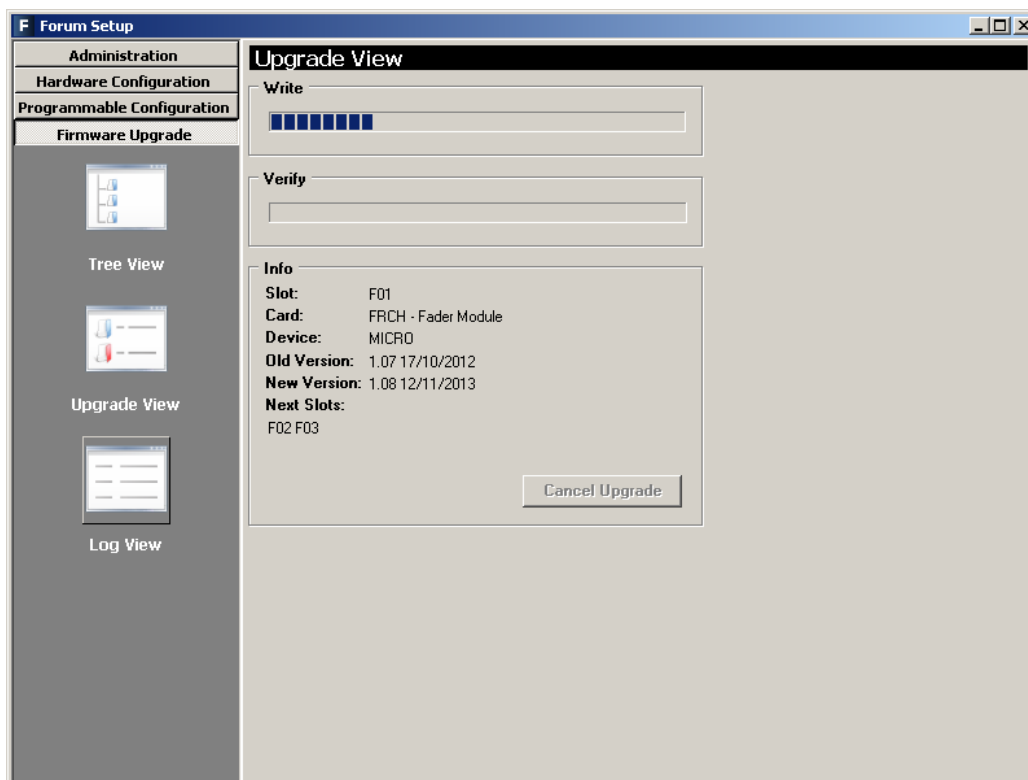 F Forum Setup
Administration
Hardware Configuration
Programmable Configuration
Firmware Upgrade
Tree View
Upgrade View
Log View
Upgrade View
Write
Verify
Info
Slot: F01
Card: FRCH - Fader Module
Device: MICRO
Old Version: 1.07 17/10/2012
New Version: 1.08 12/11/2013
Next Slots:
F02 F03
Cancel Upgrade